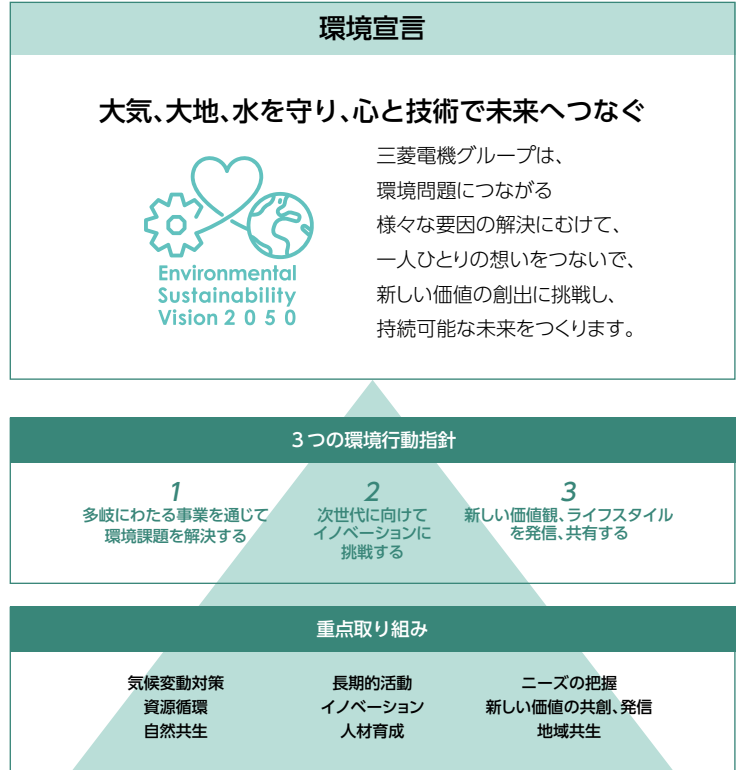 環境宣言
大気、大地、水を守り、心と技術で未来へつなぐ
Environmental
Sustainability
Vision 2 0 5 0
三菱電機グループは、
環境問題につながる
様々な要因の解決にむけて、
一人ひとりの想いをつないで、
新しい価値の創出に挑戦し、
持続可能な未来をつくります。
3つの環境行動指針
1
多岐にわたる事業を通じて
環境課題を解決する
2
次世代に向けて
イノベーションに
挑戦する
3
新しい価値観、ライフスタイル
を発信、共有する
重点取り組み
気候変動対策
資源循環
自然共生
長期的活動
イノベーション
人材育成
ニーズの把握
新しい価値の共創、発信
地域共生